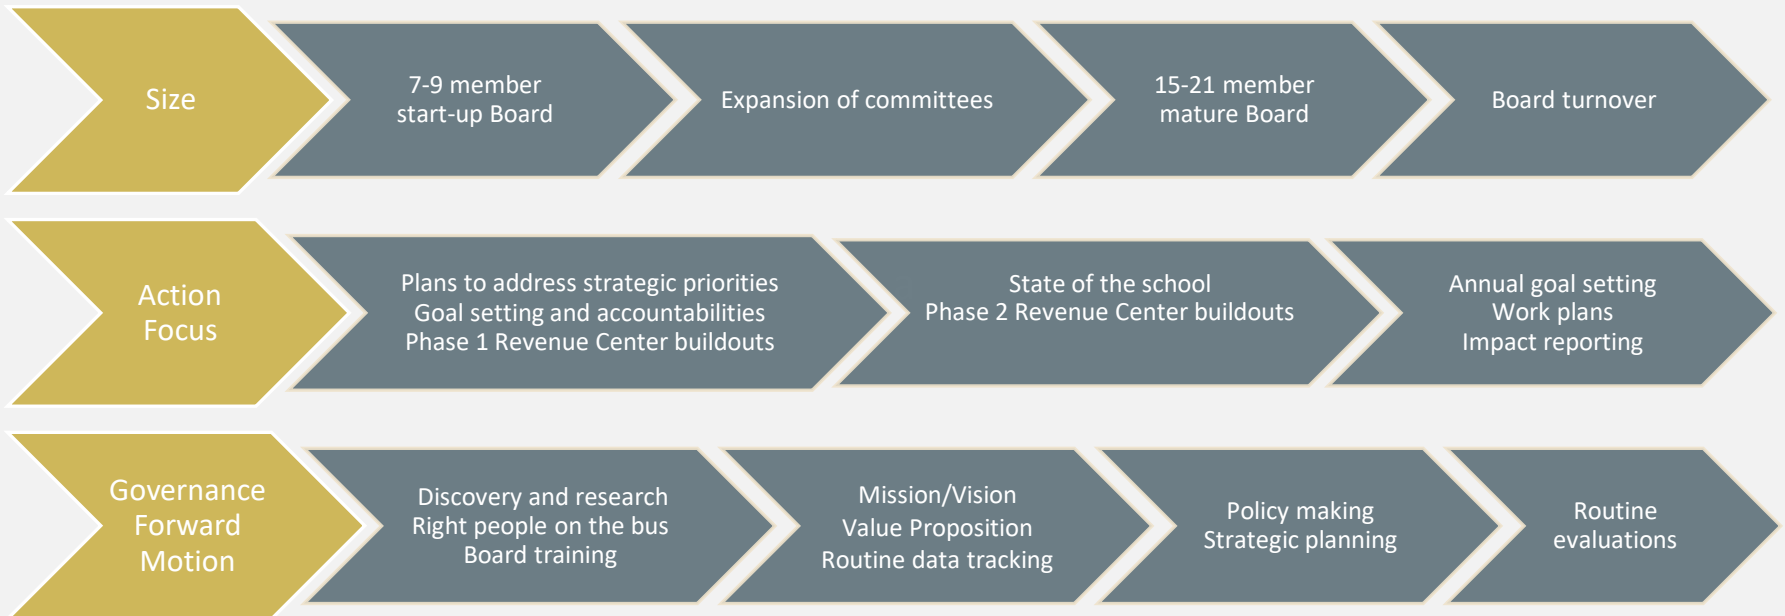 Size
7-9 member
start-up Board
Expansion of committees
15-21 member
mature Board
Board turnover
Action
Focus
Plans to address strategic priorities
Goal setting and accountabilities
Phase 1 Revenue Center buildouts
State of the school
Phase 2 Revenue Center buildouts
Annual goal setting
Work plans
Impact reporting
Governance
Forward
Motion
Discovery and research
Right people on the bus
Board training
Mission/Vision
Value Proposition
Routine data tracking
Policy making
Strategic planning
Routine
evaluations